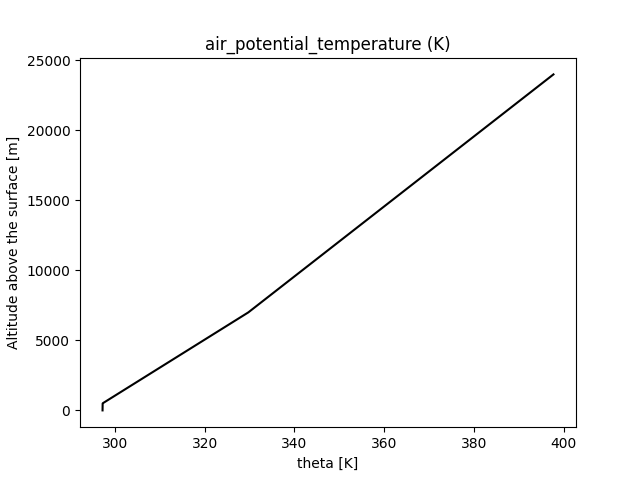 air_potential_temperature (K)
Altitude above the surface [m]
25000
20000
15000
10000
5000
0
300 320 340 360 380 400
theta [K]